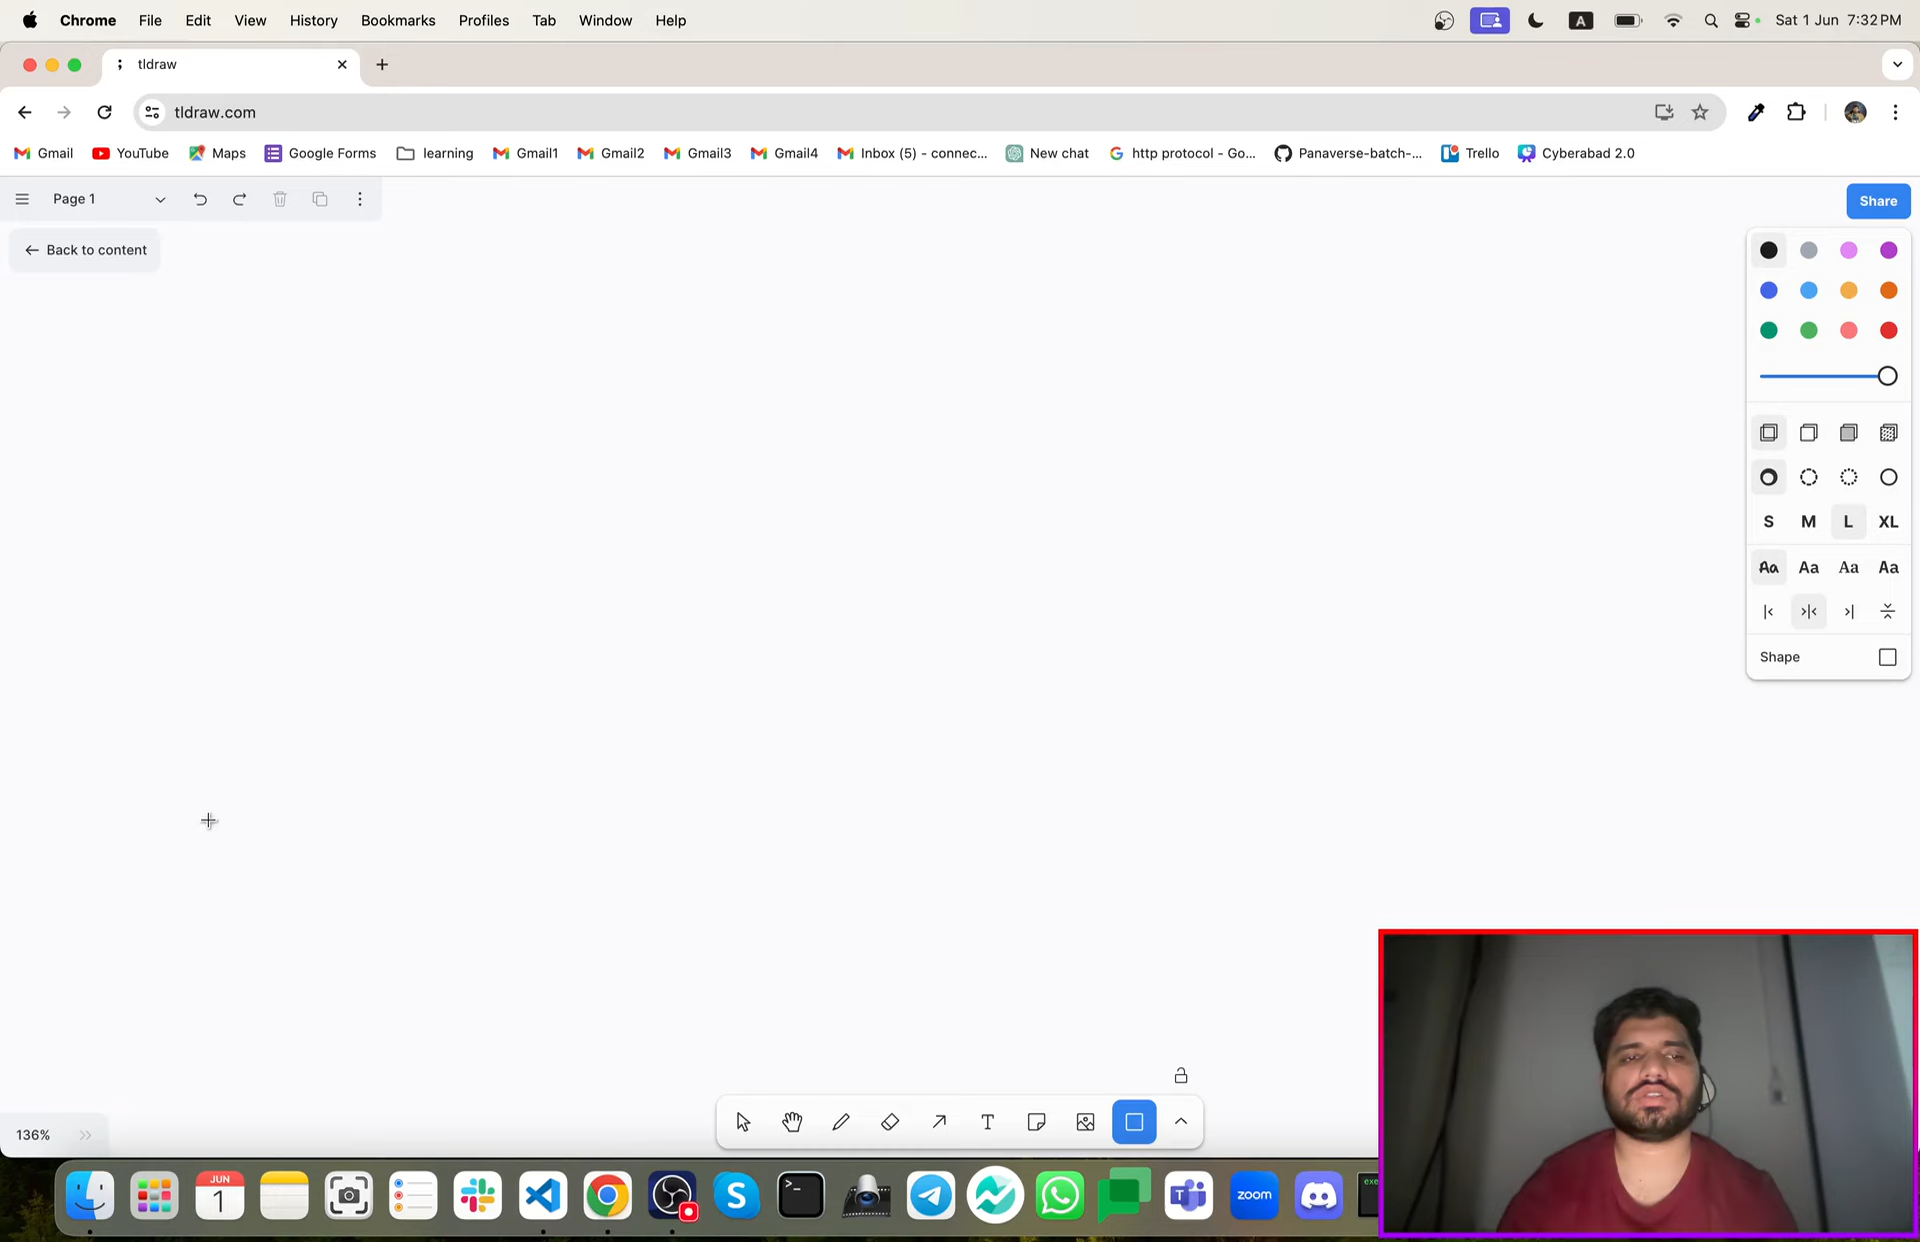 Chrome File Edit View History Bookmarks Profiles Tab Window Help
A
Sat 1 Jun 7:32 PM
tldraw
tldraw.com
Gmail YouTube Maps Google Forms learning Gmail1 Gmail2 Gmail3 Gmail4 Inbox (5) - connec... New chat http protocol - Go... Panaverse-batch-... Trello Cyberabad 2.0
Page 1
Share
Back to content
S M L XL
Aa Aa Aa Aa
Shape
T
136%
JUN
1
S
>_
T
zoom
exe